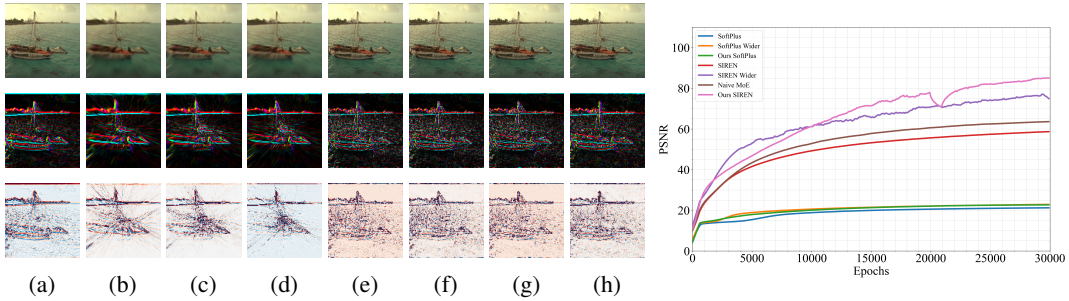 (a) (b) (c) (d) (e) (f) (g) (h)
PSNR
100
80
60
40
20
0
SoftPlus
SoftPlus Wider
Ours SoftPlus
SIREN
SIREN Wider
Naive MoE
Ours SIREN
0 5000 10000 15000 20000 25000 30000
Epochs